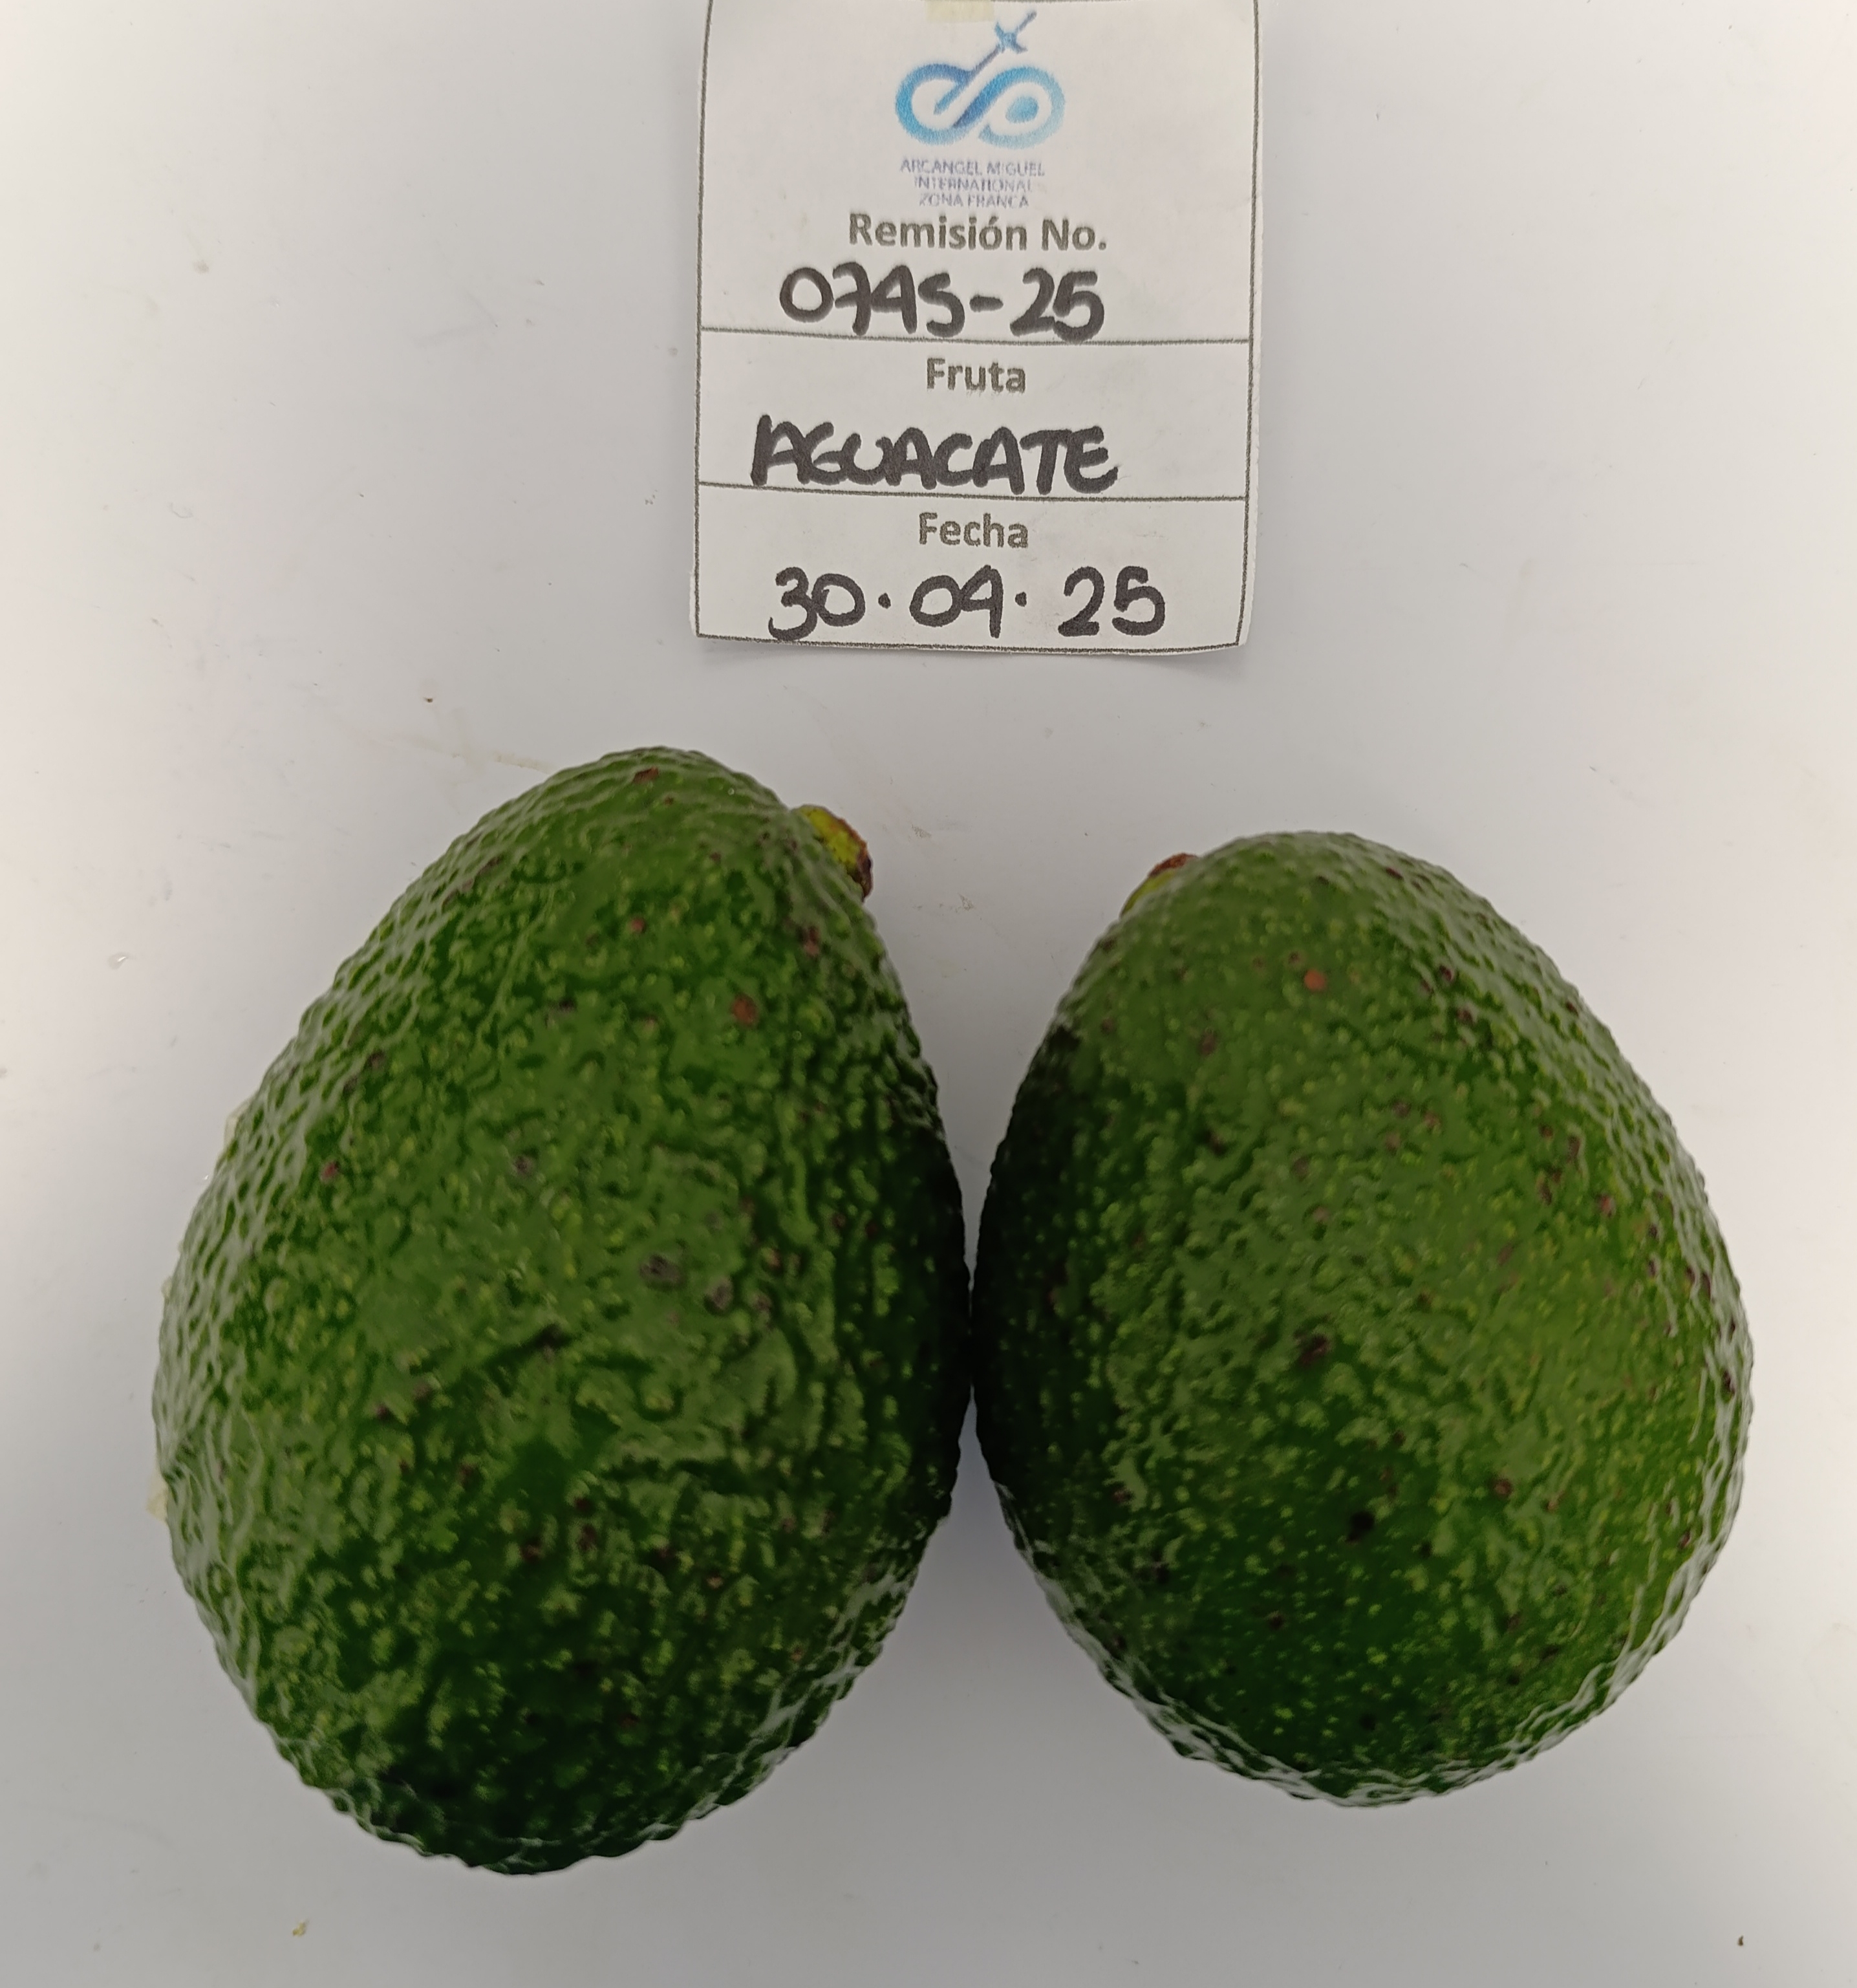 ARCANGEL MIGUEL
INTERNATIONAL
ZONA FRANCA
Remisión No.
0745-25
Fruta
AGUACATE
Fecha
30.04.25